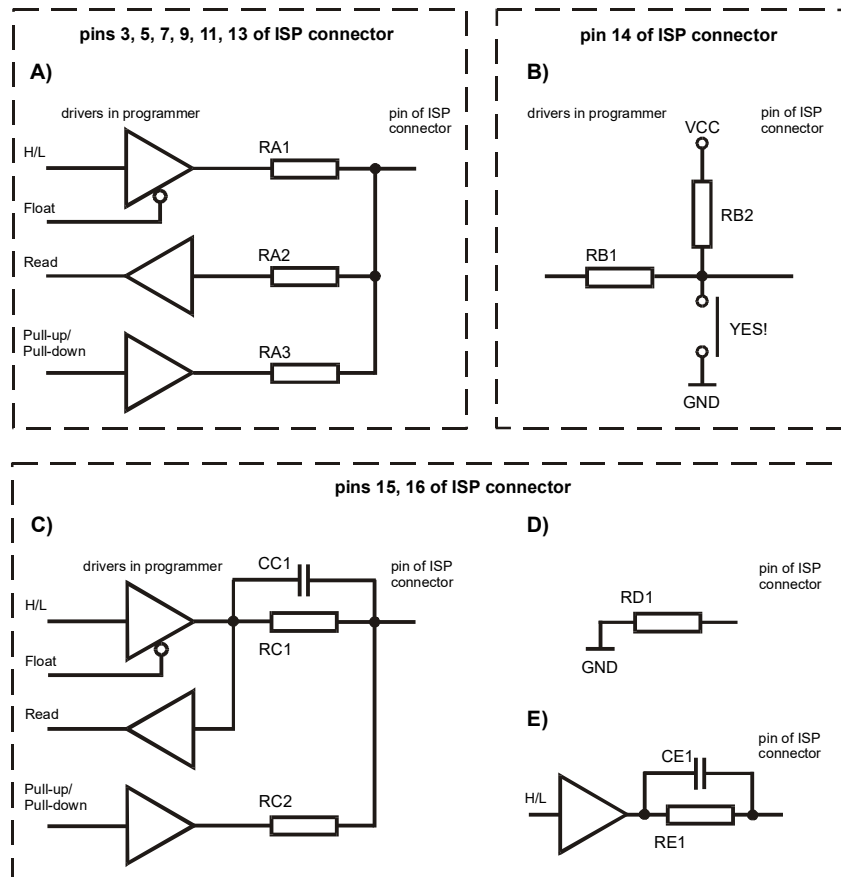 pins 3, 5, 7, 9, 11, 13 of ISP connector
A)
drivers in programmer
pin of ISP
connector
H/L
RA1
Float
Read
RA2
Pull-up/
Pull-down
RA3
pin 14 of ISP connector
B)
drivers in programmer
pin of ISP
connector
VCC
RB2
RB1
YES!
GND
pins 15, 16 of ISP connector
C)
drivers in programmer
CC1
pin of ISP
connector
H/L
RC1
Float
Read
Pull-up/
Pull-down
RC2
D)
pin of ISP
connector
RD1
GND
E)
pin of ISP
connector
CE1
H/L
RE1